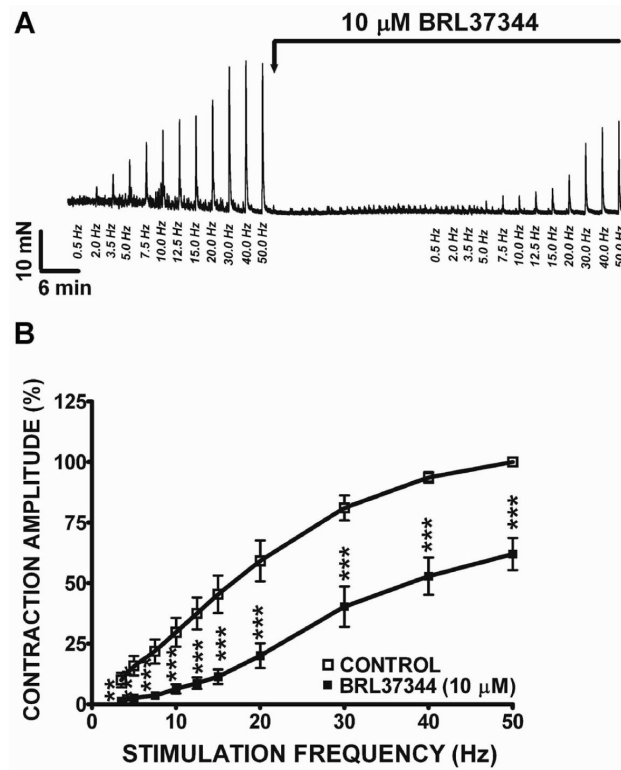 A
10 μM BRL37344
10 mN
6 min
0.5 Hz
2.0 Hz
3.5 Hz
5.0 Hz
7.5 Hz
10.0 Hz
12.5 Hz
15.0 Hz
20.0 Hz
30.0 Hz
40.0 Hz
50.0 Hz
0.5 Hz
2.0 Hz
3.5 Hz
5.0 Hz
7.5 Hz
10.0 Hz
12.5 Hz
15.0 Hz
20.0 Hz
30.0 Hz
40.0 Hz
50.0 Hz
B
CONTRACTION AMPLITUDE (%)
125
100
75
50
25
0
***
***
***
***
***
***
***
***
CONTROL
BRL37344 (10 μM)
0
10
20
30
40
50
STIMULATION FREQUENCY (Hz)